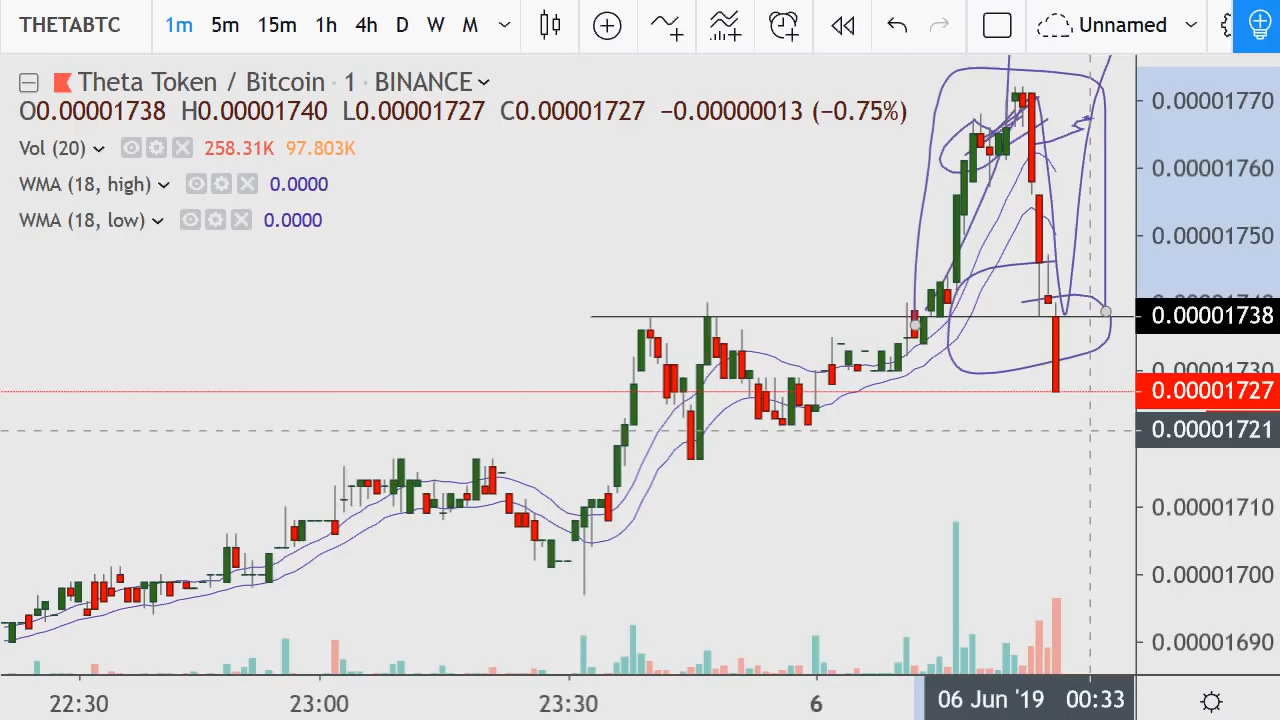 THETABTC 1m 5m 15m 1h 4h D W M Unnamed
Theta Token / Bitcoin · 1 · BINANCE
O0.00001738 H0.00001740 L0.00001727 C0.00001727 −0.00000013 (−0.75%)
Vol (20) 258.31K 97.803K
WMA (18, high) 0.0000
WMA (18, low) 0.0000
0.00001770
0.00001760
0.00001750
0.00001738
0.00001730
0.00001727
0.00001721
0.00001710
0.00001700
0.00001690
22:30 23:00 23:30 6 06 Jun '19 00:33